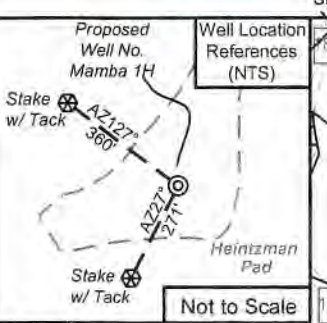 Proposed
Well No.
Mamba 1H
Well Location
References
(NTS)
Stake
w/ Tack
AZ127°
360'
AZ27°
271'
Heintzman
Pad
Stake
w/ Tack
Not to Scale